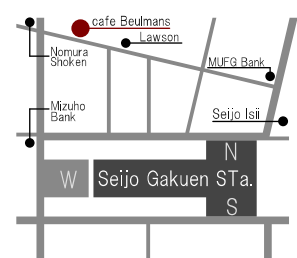 cafe Beulmans
Lawson
Nomura
Shoken
MUFG Bank
Mizuho
Bank
Seijo Isii
N
W
Seijo Gakuen STa.
S